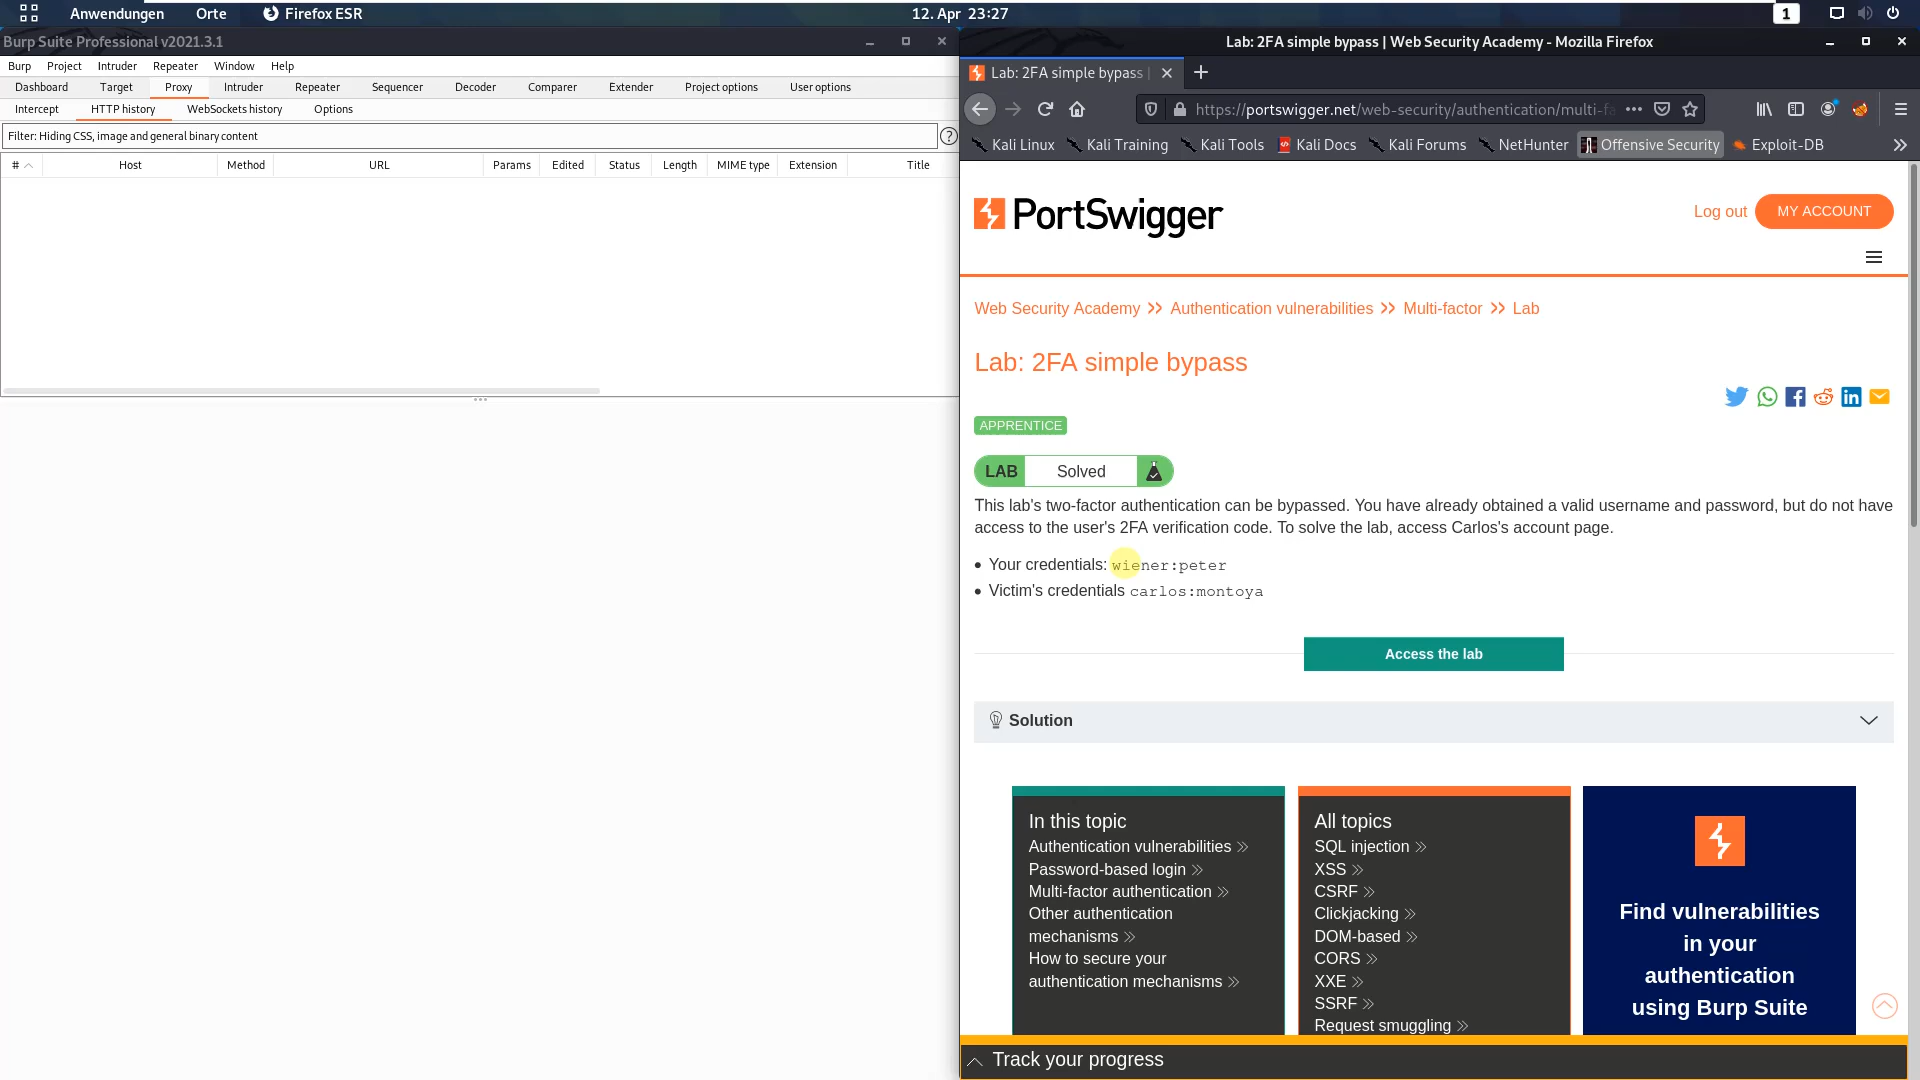 Anwendungen Orte Firefox ESR 12. Apr 23:27 1
Burp Suite Professional v2021.3.1
Burp Project Intruder Repeater Window Help
Dashboard Target Proxy Intruder Repeater Sequencer Decoder Comparer Extender Project options User options
Intercept HTTP history WebSockets history Options
Filter: Hiding CSS, image and general binary content ?
# Host Method URL Params Edited Status Length MIME type Extension Title
Lab: 2FA simple bypass | Web Security Academy - Mozilla Firefox
Lab: 2FA simple bypass |
https://portswigger.net/web-security/authentication/multi-fa
Kali Linux Kali Training Kali Tools Kali Docs Kali Forums NetHunter Offensive Security Exploit-DB
PortSwigger
Log out MY ACCOUNT
Web Security Academy >> Authentication vulnerabilities >> Multi-factor >> Lab
Lab: 2FA simple bypass
APPRENTICE
LAB Solved
This lab's two-factor authentication can be bypassed. You have already obtained a valid username and password, but do not have
access to the user's 2FA verification code. To solve the lab, access Carlos's account page.
• Your credentials: wiener:peter
• Victim's credentials carlos:montoya
Access the lab
Solution
In this topic
Authentication vulnerabilities >>
Password-based login >>
Multi-factor authentication >>
Other authentication
mechanisms >>
How to secure your
authentication mechanisms >>
All topics
SQL injection >>
XSS >>
CSRF >>
Clickjacking >>
DOM-based >>
CORS >>
XXE >>
SSRF >>
Request smuggling >>
Find vulnerabilities
in your
authentication
using Burp Suite
Track your progress